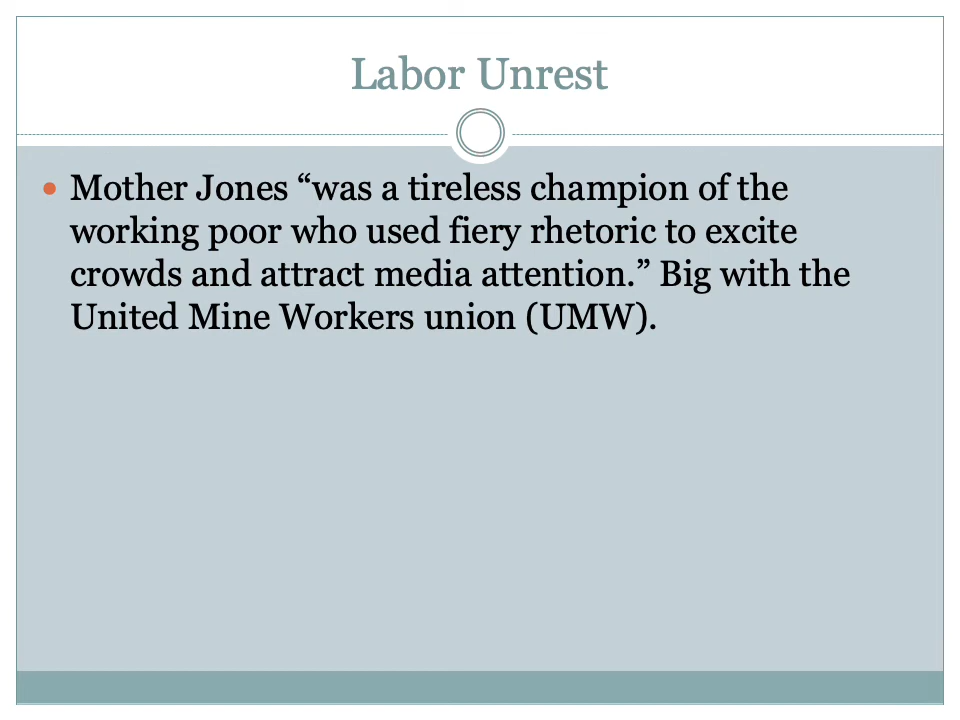 Labor Unrest
• Mother Jones “was a tireless champion of the
working poor who used fiery rhetoric to excite
crowds and attract media attention.” Big with the
United Mine Workers union (UMW).